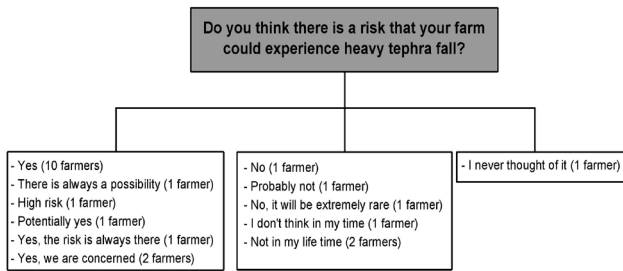 Do you think there is a risk that your farm
could experience heavy tephra fall?
- Yes (10 farmers)
- There is always a possibility (1 farmer)
- High risk (1 farmer)
- Potentially yes (1 farmer)
- Yes, the risk is always there (1 farmer)
- Yes, we are concerned (2 farmers)
- No (1 farmer)
- Probably not (1 farmer)
- No, it will be extremely rare (1 farmer)
- I don't think in my time (1 farmer)
- Not in my life time (2 farmers)
- I never thought of it (1 farmer)